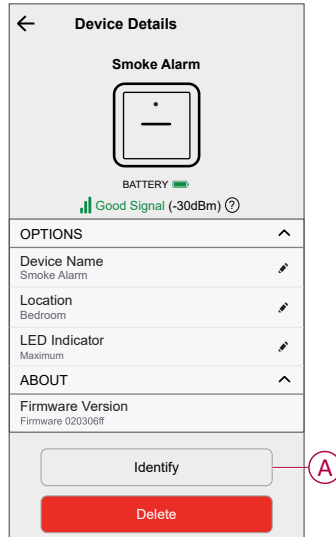 Device Details
Smoke Alarm
BATTERY
Good Signal (-30dBm) ?
OPTIONS
Device Name
Smoke Alarm
Location
Bedroom
LED Indicator
Maximum
ABOUT
Firmware Version
Firmware 020306ff
Identify
A
Delete